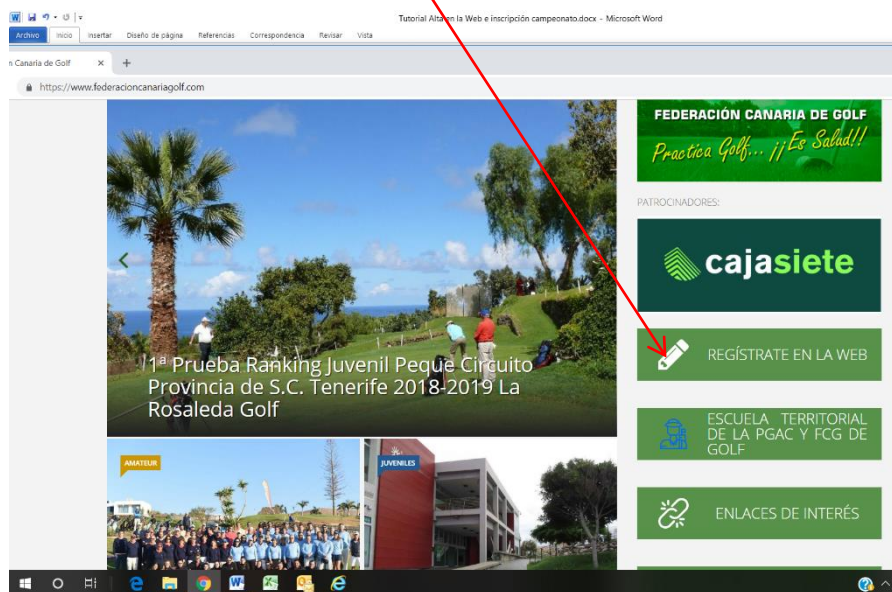 Tutorial Alta en la Web e inscripción campeonato.docx - Microsoft Word
Archivo Inicio Insertar Diseño de página Referencias Correspondencia Revisar Vista
n Canaria de Golf
https://www.federacioncanariagolf.com
FEDERACIÓN CANARIA DE GOLF
Practica Golf... ¡¡Es Salud!!
PATROCINADORES:
cajasiete
1ª Prueba Ranking Juvenil Peque Circuito
Provincia de S.C. Tenerife 2018-2019 La
Rosaleda Golf
REGÍSTRATE EN LA WEB
ESCUELA TERRITORIAL
DE LA PGAC Y FCG DE
GOLF
AMATEUR
JUVENILES
ENLACES DE INTERÉS